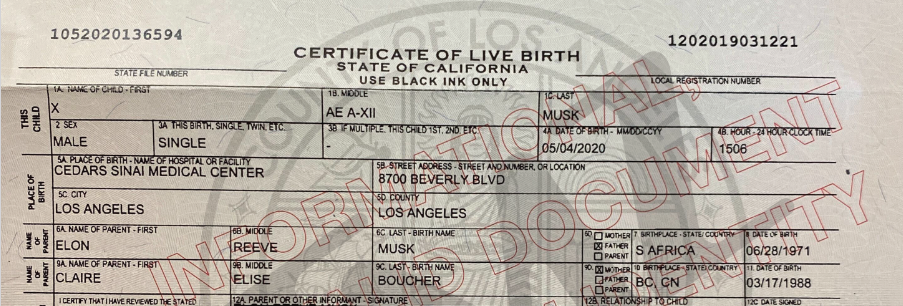 1052020136594
1202019031221
CERTIFICATE OF LIVE BIRTH
STATE OF CALIFORNIA
USE BLACK INK ONLY
STATE FILE NUMBER
LOCAL REGISTRATION NUMBER
THIS CHILD
1A. NAME OF CHILD - FIRST
1B. MIDDLE
1C. LAST
X
AE A-XII
MUSK
2 SEX
3A THIS BIRTH, SINGLE, TWIN, ETC.
3B IF MULTIPLE, THIS CHILD 1ST, 2ND, ETC.
4A DATE OF BIRTH - MM/DD/CCYY
4B. HOUR - 24 HOUR CLOCK TIME
MALE
SINGLE
-
05/04/2020
1506
PLACE OF BIRTH
5A PLACE OF BIRTH - NAME OF HOSPITAL OR FACILITY
5B-STREET ADDRESS - STREET AND NUMBER, OR LOCATION
CEDARS SINAI MEDICAL CENTER
8700 BEVERLY BLVD
5C. CITY
5D. COUNTY
LOS ANGELES
LOS ANGELES
NAME OF PARENT
6A. NAME OF PARENT - FIRST
6B. MIDDLE
6C. LAST - BIRTH NAME
6D.
MOTHER
FATHER
PARENT
7. BIRTHPLACE - STATE/ COUNTRY
8. DATE OF BIRTH
ELON
REEVE
MUSK
S AFRICA
06/28/1971
NAME OF PARENT
9A. NAME OF PARENT - FIRST
9B. MIDDLE
9C. LAST - BIRTH NAME
9D.
MOTHER
FATHER
PARENT
10 BIRTHPLACE - STATE/COUNTRY
11. DATE OF BIRTH
CLAIRE
ELISE
BOUCHER
BC, CN
03/17/1988
I CERTIFY THAT I HAVE REVIEWED THE STATED
12A. PARENT OR OTHER INFORMANT - SIGNATURE
12B. RELATIONSHIP TO CHILD
12C DATE SIGNED
COUNTY OF LOS
INFORMATIONAL,
DOCUMENT